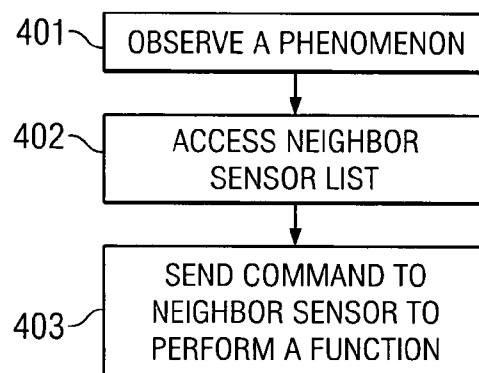 401
OBSERVE A PHENOMENON
402
ACCESS NEIGHBOR
SENSOR LIST
403
SEND COMMAND TO
NEIGHBOR SENSOR TO
PERFORM A FUNCTION